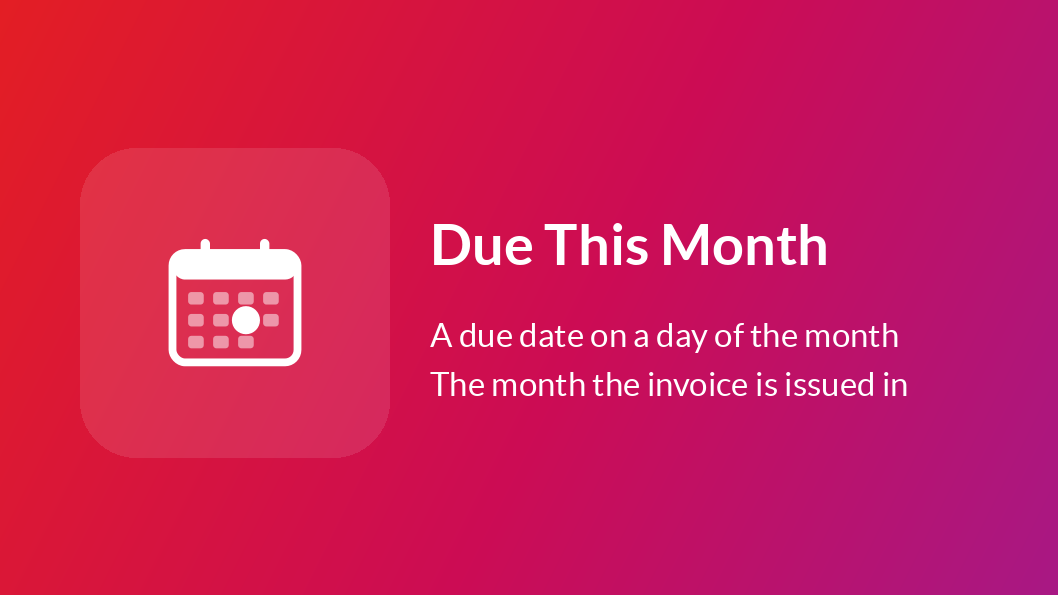 Due This Month
A due date on a day of the month
The month the invoice is issued in